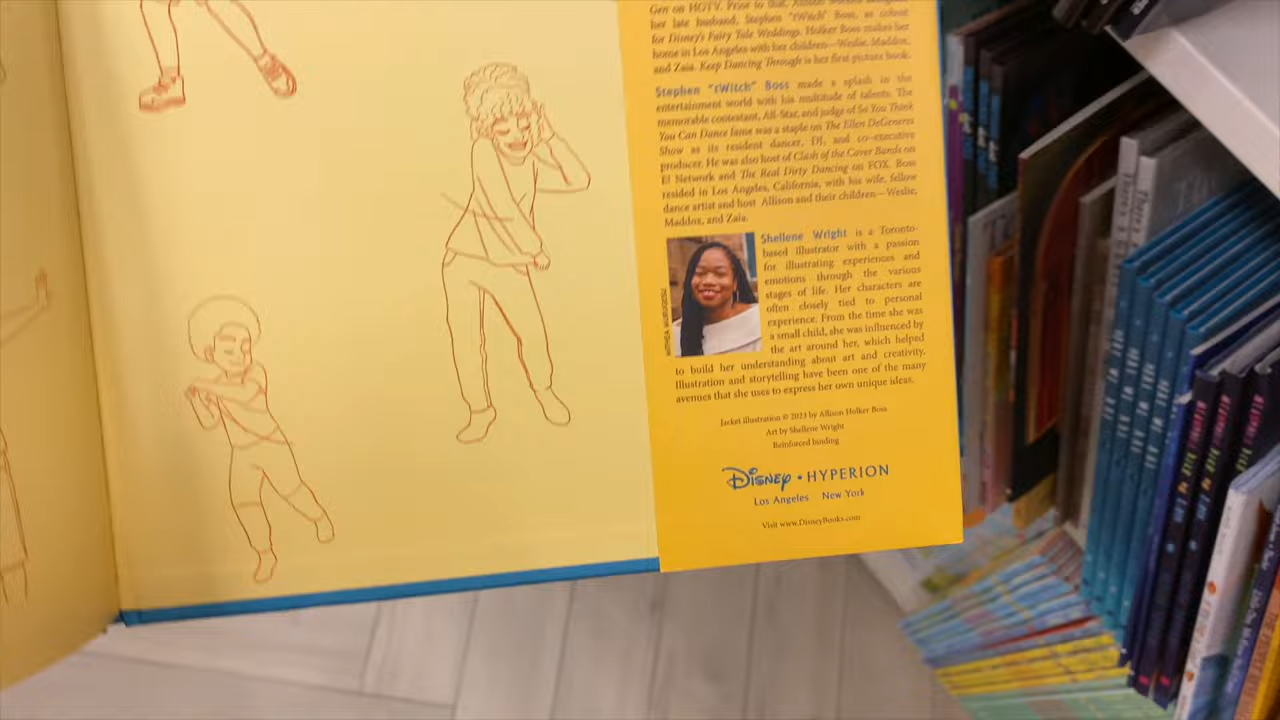 Gen on HGTV. Prior to that,
her late husband, Stephen "tWitch" Boss, as cohost
for Disney's Fairy Tale Weddings. Holker Boss makes her
home in Los Angeles with her children—Weslie, Maddox,
and Zaia. Keep Dancing Through is her first picture book.
Stephen "tWitch" Boss made a splash in the
entertainment world with his multitude of talents. The
memorable contestant, All-Star, and judge of So You Think
You Can Dance fame was a staple on The Ellen DeGeneres
Show as its resident dancer, DJ, and co-executive
producer. He was also host of Clash of the Cover Bands on
E! Network and The Real Dirty Dancing on FOX. Boss
resided in Los Angeles, California, with his wife, fellow
dance artist and host Allison and their children—Weslie,
Maddox, and Zaia.
Shellene Wright is a Toronto-
based illustrator with a passion
for illustrating experiences and
emotions through the various
stages of life. Her characters are
often closely tied to personal
experience. From the time she was
a small child, she was influenced by
the art around her, which helped
to build her understanding about art and creativity.
Illustration and storytelling have been one of the many
avenues that she uses to express her own unique ideas.
Jacket illustration © 2023 by Allison Holker Boss
Art by Shellene Wright
Reinforced binding
Disney • HYPERION
Los Angeles New York
Visit www.DisneyBooks.com